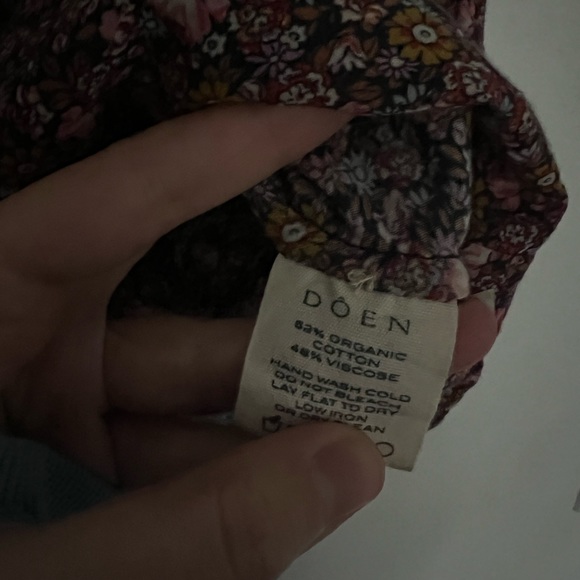 DÔEN
52% ORGANIC
COTTON
48% VISCOSE
HAND WASH COLD
DO NOT BLEACH
LAY FLAT TO DRY
LOW IRON
OR DRY CLEAN